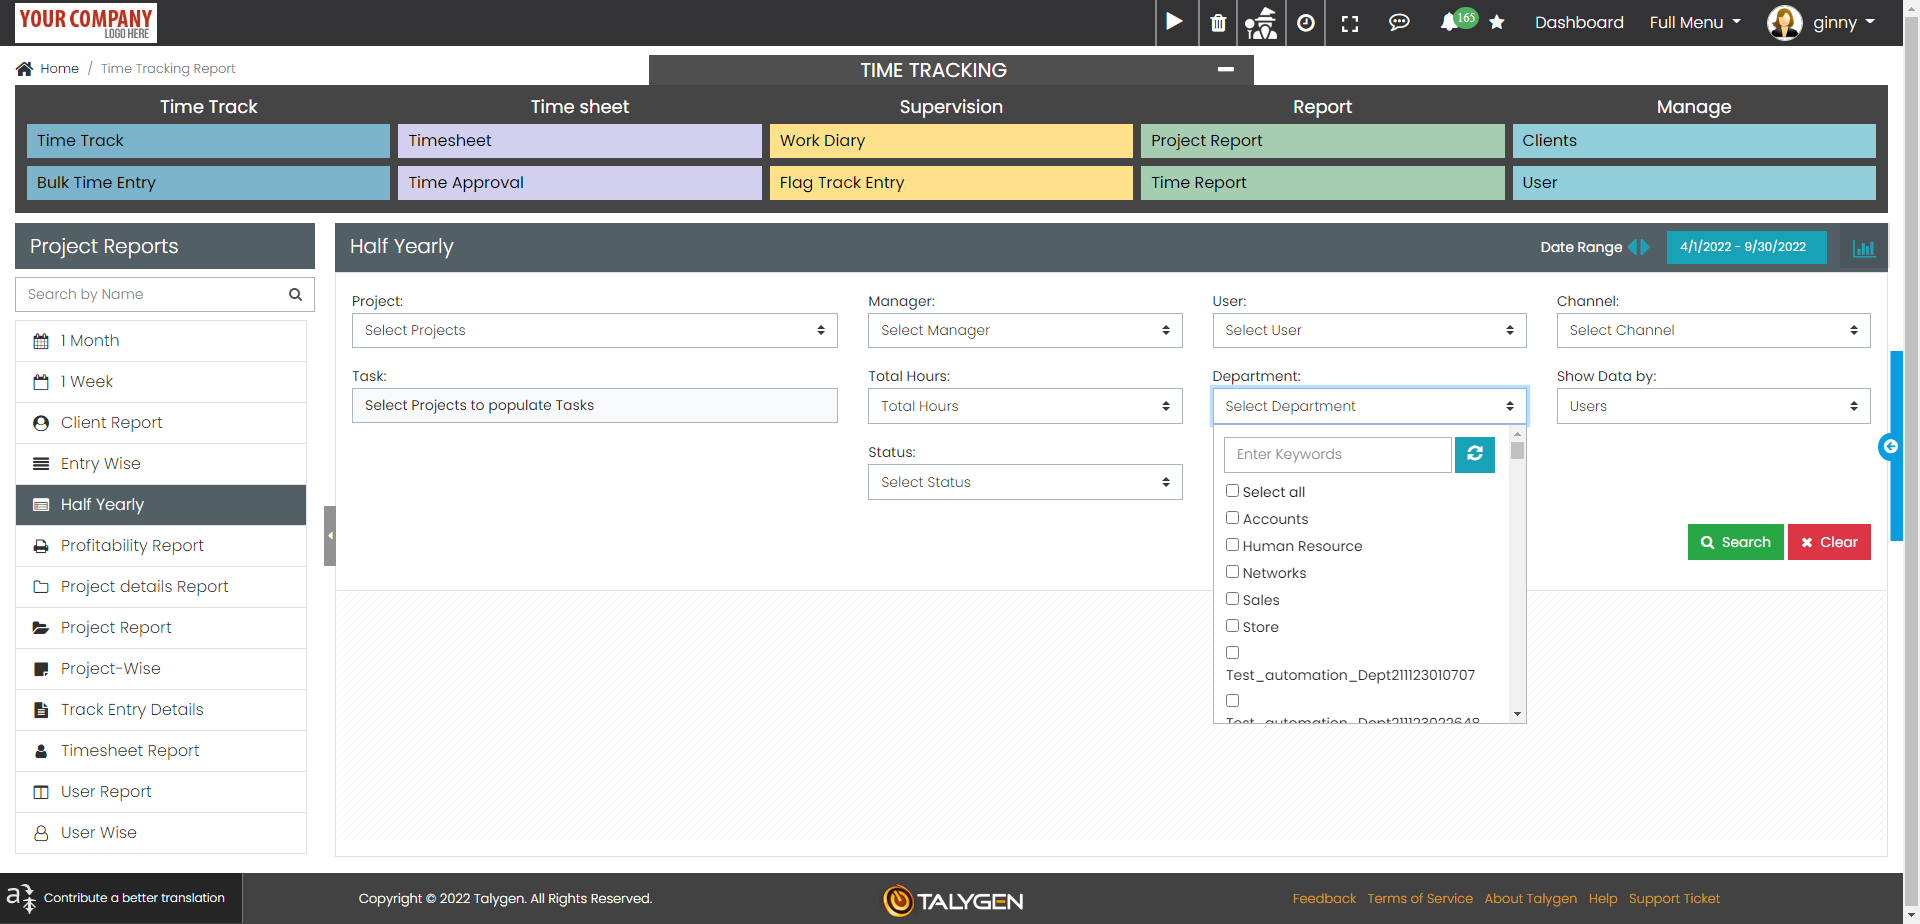 YOUR COMPANY
LOGO HERE
165
Dashboard
Full Menu
ginny
Home / Time Tracking Report
TIME TRACKING
Time Track
Time sheet
Supervision
Report
Manage
Time Track
Timesheet
Work Diary
Project Report
Clients
Bulk Time Entry
Time Approval
Flag Track Entry
Time Report
User
Project Reports
Search by Name
1 Month
1 Week
Client Report
Entry Wise
Half Yearly
Profitability Report
Project details Report
Project Report
Project-Wise
Track Entry Details
Timesheet Report
User Report
User Wise
Half Yearly
Date Range
4/1/2022 - 9/30/2022
Project:
Select Projects
Manager:
Select Manager
User:
Select User
Channel:
Select Channel
Task:
Select Projects to populate Tasks
Total Hours:
Total Hours
Department:
Select Department
Show Data by:
Users
Status:
Select Status
Enter Keywords
Select all
Accounts
Human Resource
Networks
Sales
Store
Test_automation_Dept211123010707
Test_automation_Dept211123022648
Search
Clear
Contribute a better translation
Copyright © 2022 Talygen. All Rights Reserved.
TALYGEN
Feedback
Terms of Service
About Talygen
Help
Support Ticket